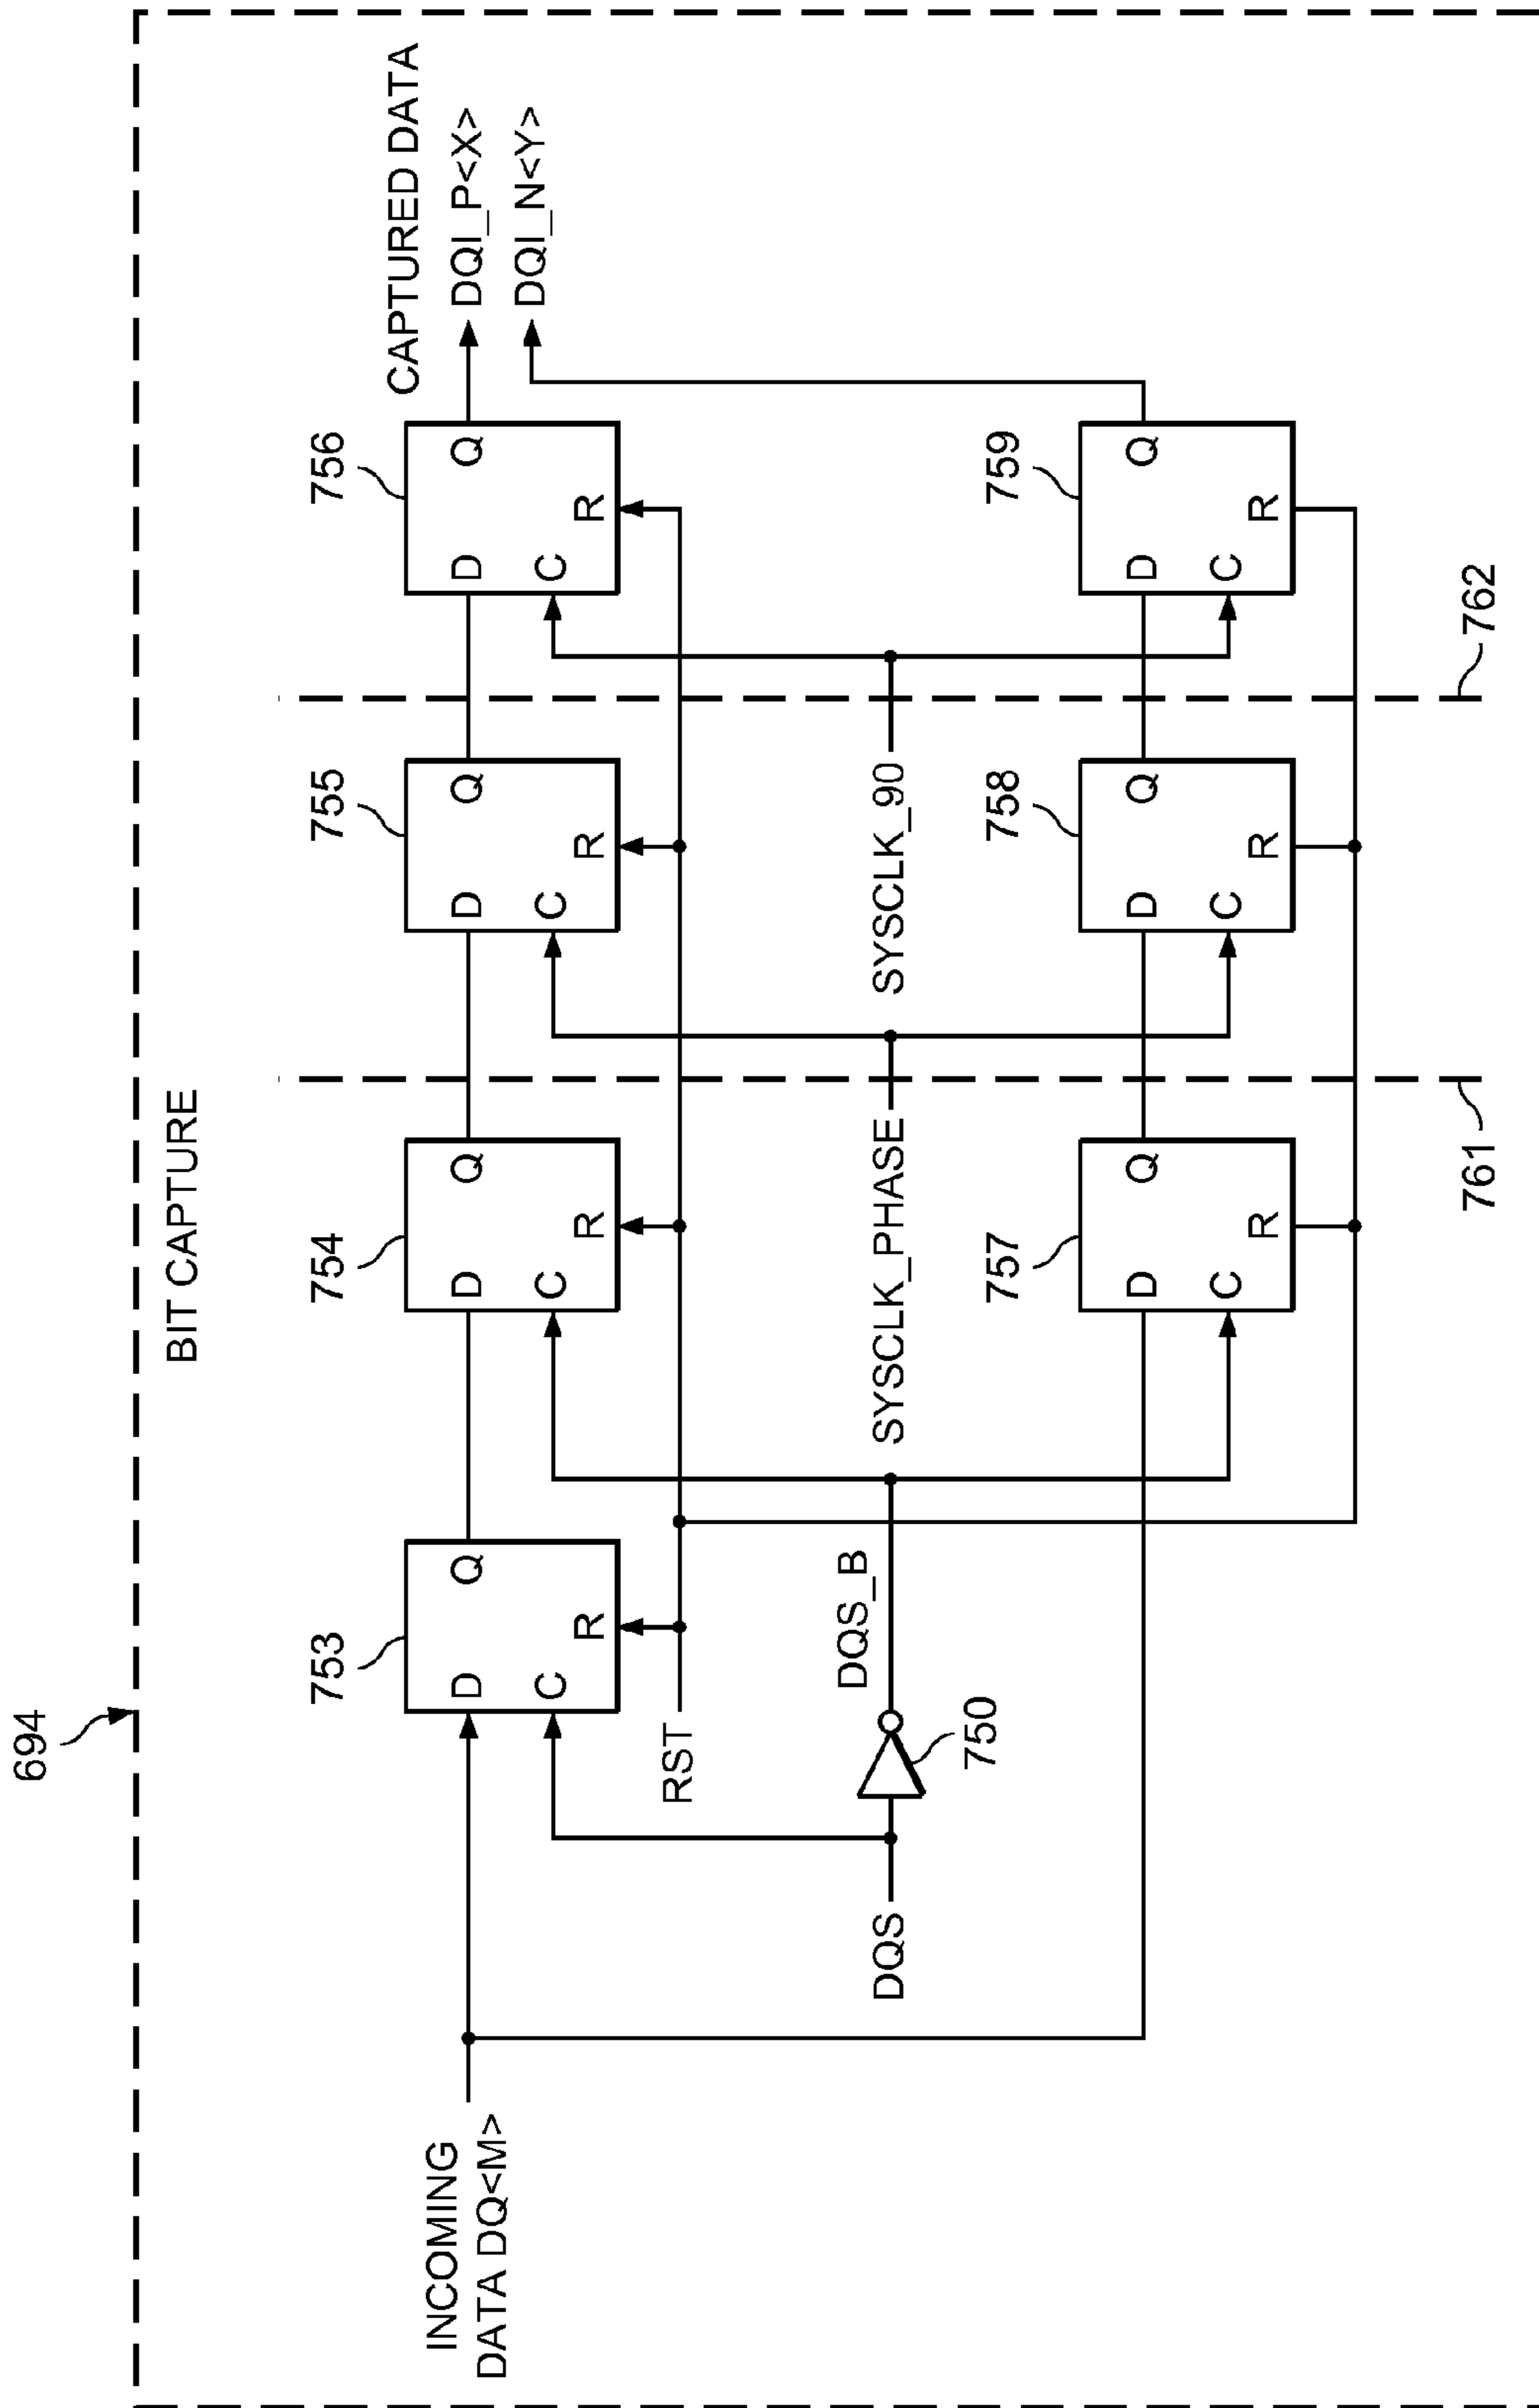 694
BIT CAPTURE
CAPTURED DATA
753
754
755
756
INCOMING
DATA DQ<M>
D
Q
C
R
D
Q
C
R
D
Q
C
R
D
Q
C
R
DQI_P<X>
DQI_N<Y>
RST
DQS_B
DQS
750
SYSCLK_PHASE
SYSCLK_90
757
758
759
D
Q
C
R
D
Q
C
R
D
Q
C
R
761
762